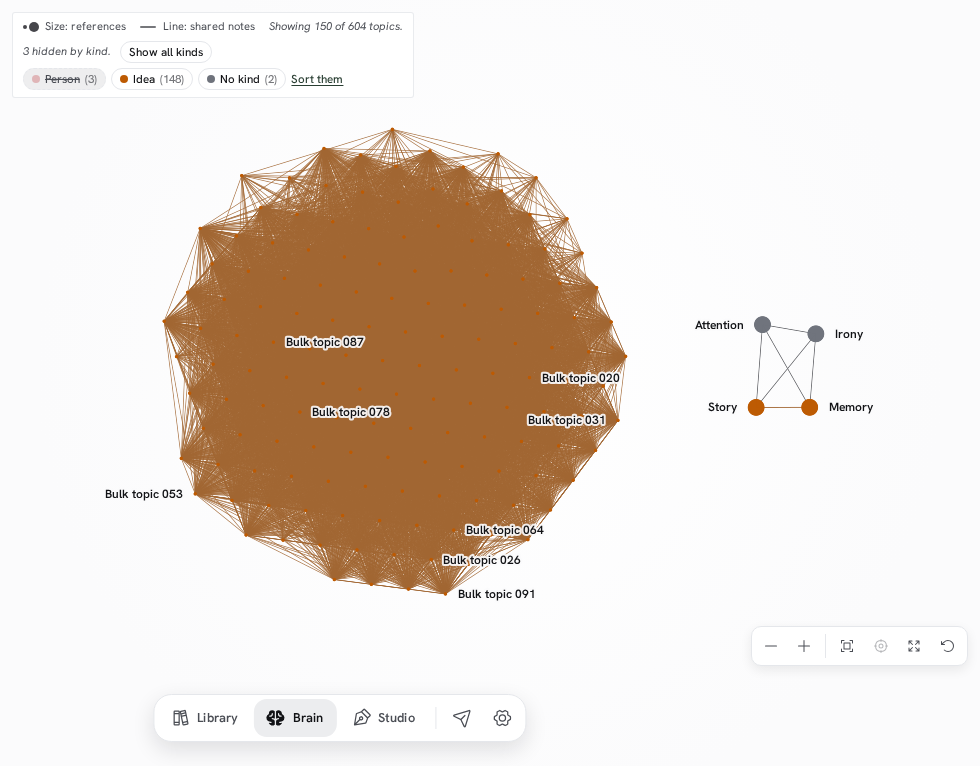 Size: references Line: shared notes Showing 150 of 604 topics.
3 hidden by kind. Show all kinds
Person (3) Idea (148) No kind (2) Sort them
Attention
Irony
Bulk topic 087
Bulk topic 020
Story
Memory
Bulk topic 078
Bulk topic 031
Bulk topic 053
Bulk topic 064
Bulk topic 026
Bulk topic 091
Library Brain Studio